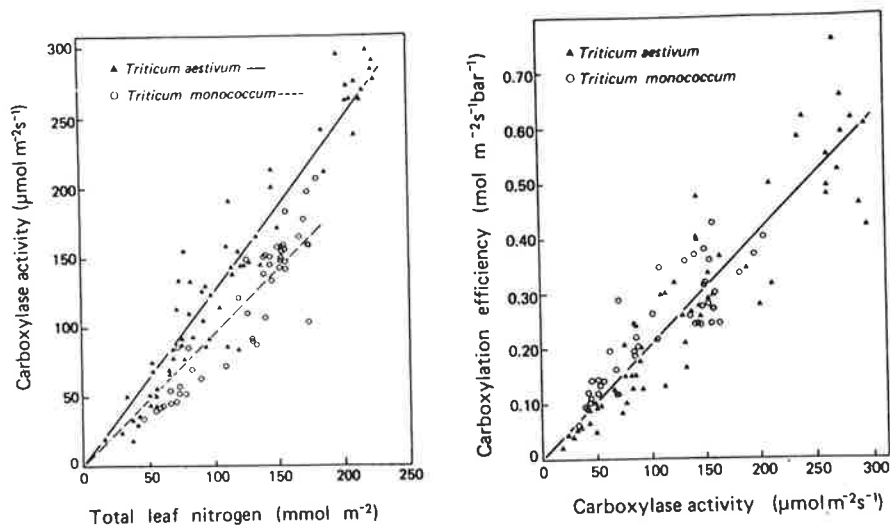 300
250
200
150
100
50
0
Carboxylase activity (µmol m⁻²s⁻¹)
▲ Triticum aestivum —
○ Triticum monococcum ----
0 50 100 150 200 250
Total leaf nitrogen (mmol m⁻²)
0.70
0.60
0.50
0.40
0.30
0.20
0.10
0
Carboxylation efficiency (mol m⁻²s⁻¹bar⁻¹)
▲ Triticum aestivum
○ Triticum monococcum
0 50 100 150 200 250 300
Carboxylase activity (µmol m⁻²s⁻¹)